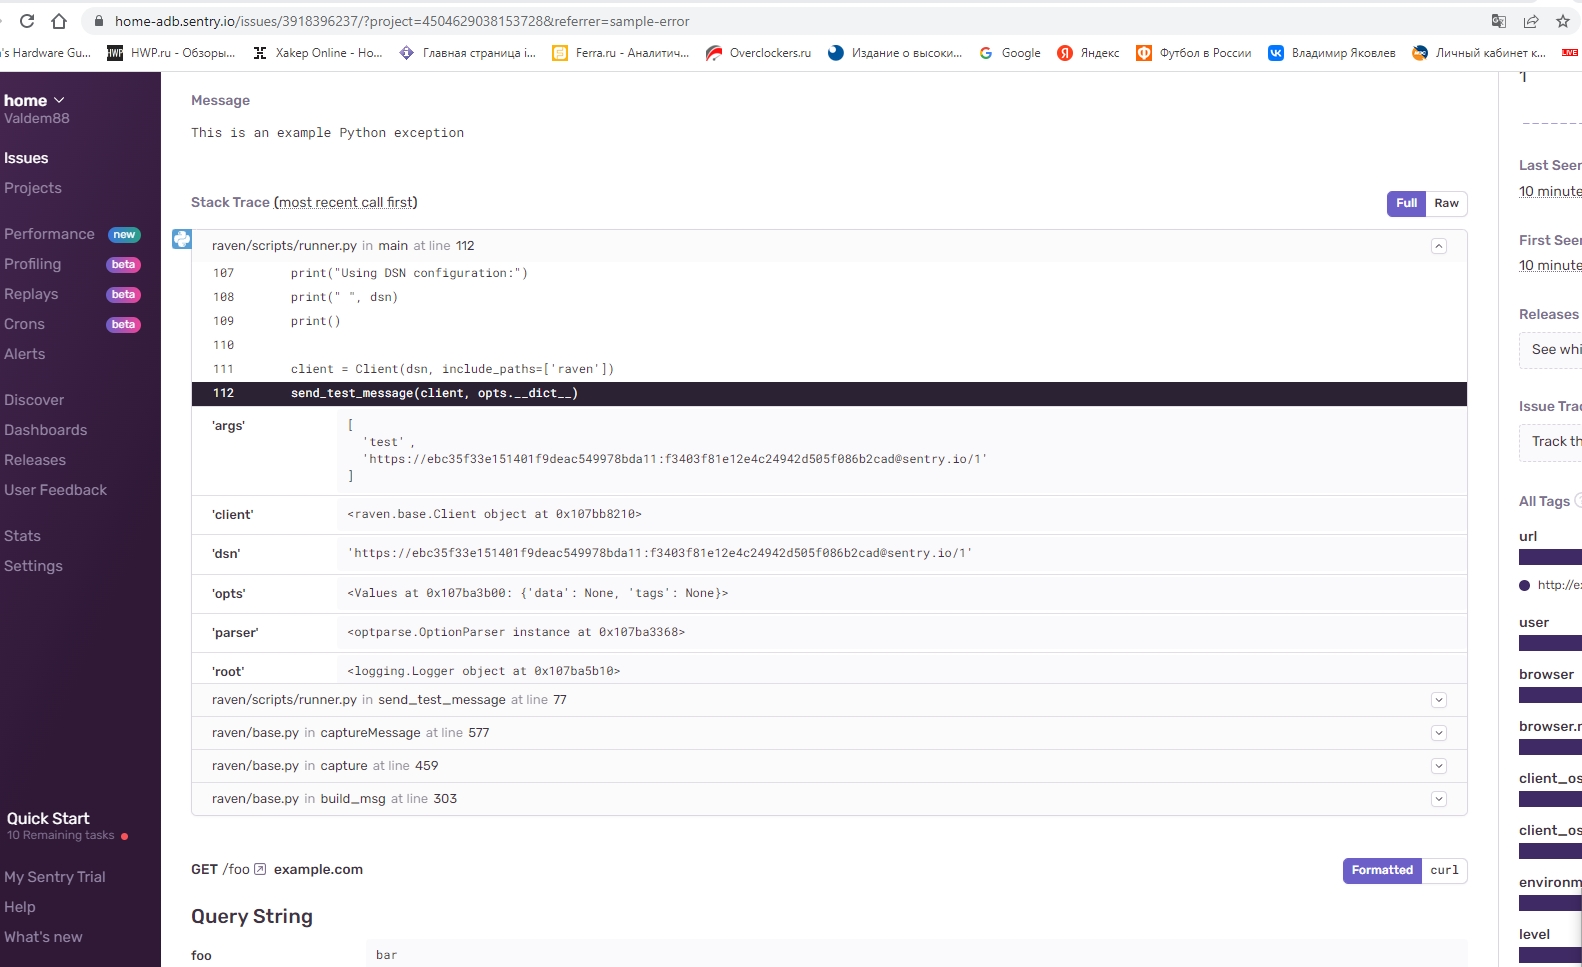 home-adb.sentry.io/issues/3918396237/?project=4504629038153728&referrer=sample-error
's Hardware Gu... HWP HWP.ru - Обзоры... Хакер Online - Но... Главная страница i... Ferra.ru - Аналитич... Overclockers.ru Издание о высоки... Google Яндекс Футбол в России Владимир Яковлев Личный кабинет к... LIVE
home
Valdem88
Issues
Projects
Performance new
Profiling beta
Replays beta
Crons beta
Alerts
Discover
Dashboards
Releases
User Feedback
Stats
Settings
Quick Start
10 Remaining tasks
My Sentry Trial
Help
What's new
Message
This is an example Python exception
Stack Trace (most recent call first)
Full Raw
raven/scripts/runner.py in main at line 112
107 print("Using DSN configuration:")
108 print(" ", dsn)
109 print()
110
111 client = Client(dsn, include_paths=['raven'])
112 send_test_message(client, opts.__dict__)
'args' [
'test' ,
'https://ebc35f33e151401f9deac549978bda11:f3403f81e12e4c24942d505f086b2cad@sentry.io/1'
]
'client' <raven.base.Client object at 0x107bb8210>
'dsn' 'https://ebc35f33e151401f9deac549978bda11:f3403f81e12e4c24942d505f086b2cad@sentry.io/1'
'opts' <Values at 0x107ba3b00: {'data': None, 'tags': None}>
'parser' <optparse.OptionParser instance at 0x107ba3368>
'root' <logging.Logger object at 0x107ba5b10>
raven/scripts/runner.py in send_test_message at line 77
raven/base.py in captureMessage at line 577
raven/base.py in capture at line 459
raven/base.py in build_msg at line 303
GET /foo example.com
Formatted curl
Query String
foo bar
1
Last Seen
10 minute
First Seen
10 minute
Releases
See whi
Issue Trac
Track th
All Tags
url
http://e
user
browser
browser.r
client_os
client_os
environm
level